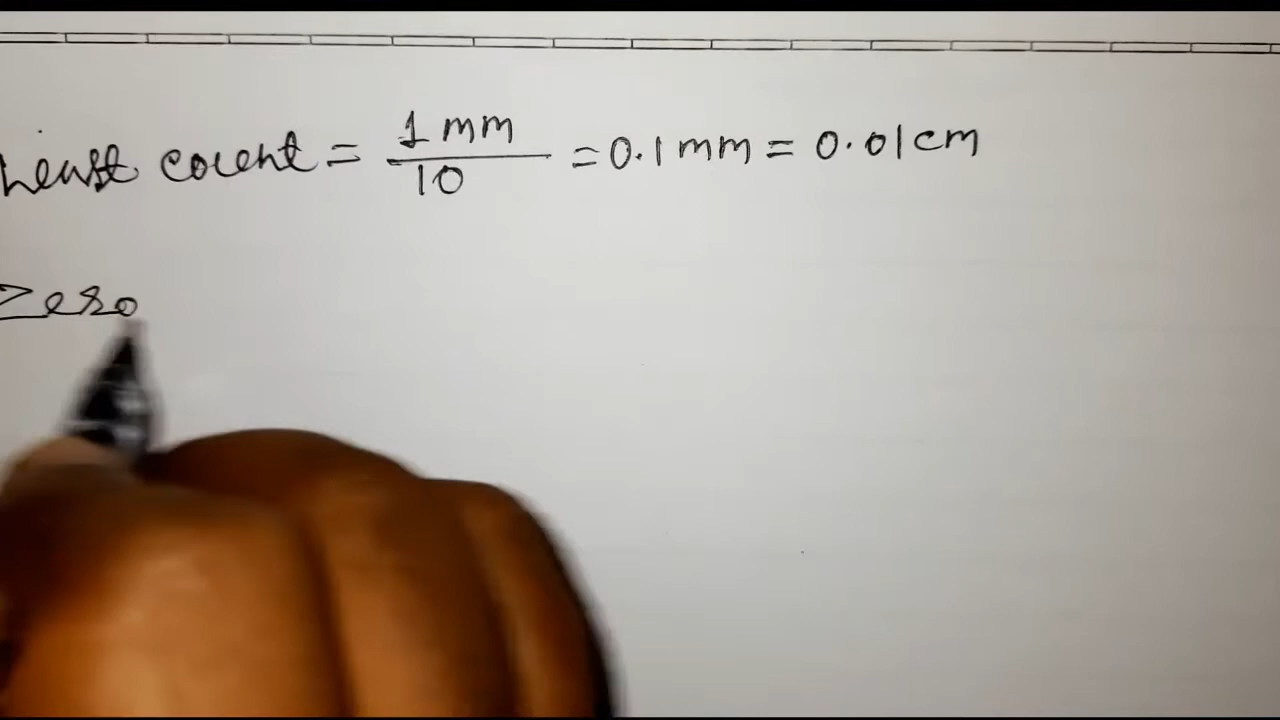 Least count = 1 mm / 10 = 0.1 mm = 0.01 cm
Zero